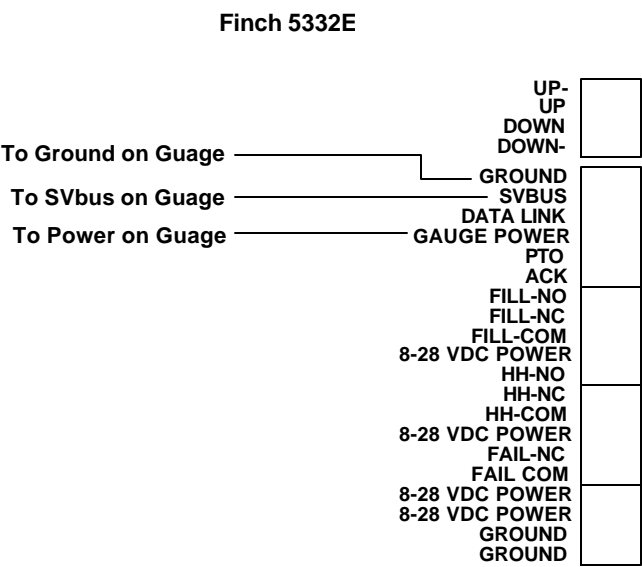 Finch 5332E
UP-
UP
DOWN
DOWN-
To Ground on Guage
GROUND
To SVbus on Guage
SVBUS
DATA LINK
To Power on Guage
GAUGE POWER
PTO
ACK
FILL-NO
FILL-NC
FILL-COM
8-28 VDC POWER
HH-NO
HH-NC
HH-COM
8-28 VDC POWER
FAIL-NC
FAIL COM
8-28 VDC POWER
8-28 VDC POWER
GROUND
GROUND